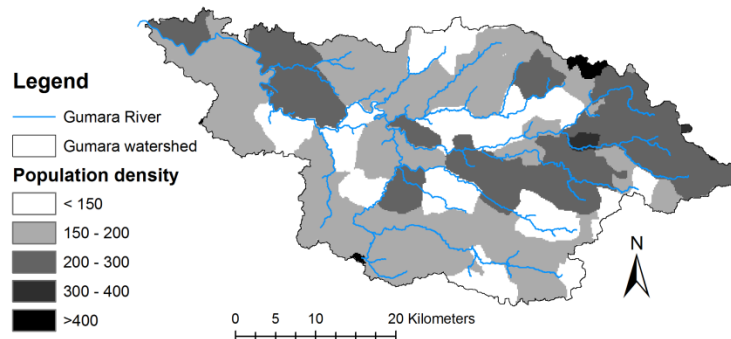 Legend
Gumara River
Gumara watershed
Population density
< 150
150 - 200
200 - 300
300 - 400
>400
N
0 5 10 20 Kilometers